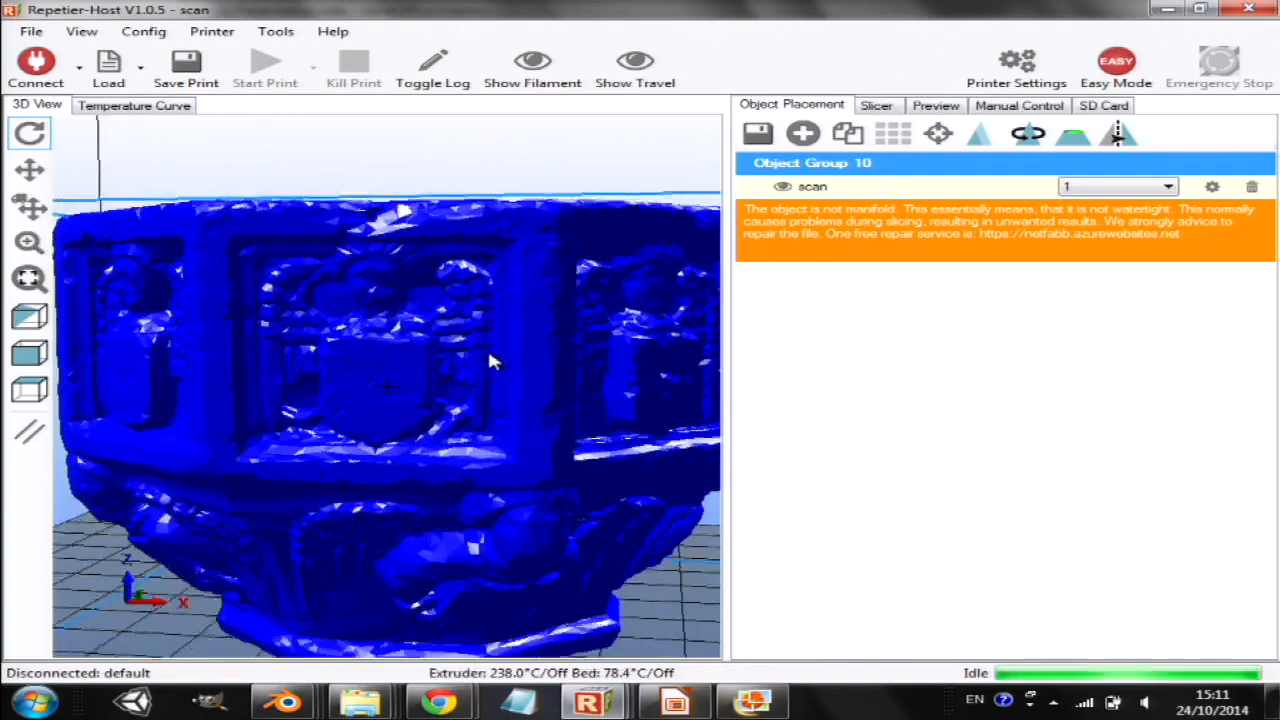 Repetier-Host V1.0.5 - scan
File View Config Printer Tools Help
Connect Load Save Print Start Print Kill Print Toggle Log Show Filament Show Travel Printer Settings EASY Easy Mode Emergency Stop
3D View Temperature Curve
Object Placement Slicer Preview Manual Control SD Card
Object Group 10
scan 1
The object is not manifold. This essentially means, that it is not watertight. This normally
causes problems during slicing, resulting in unwanted results. We strongly advice to
repair the file. One free repair service is: https://netfabb.azurewebsites.net
Z
X
Disconnected: default Extruder: 238.0°C/Off Bed: 78.4°C/Off Idle
EN 15:11
24/10/2014